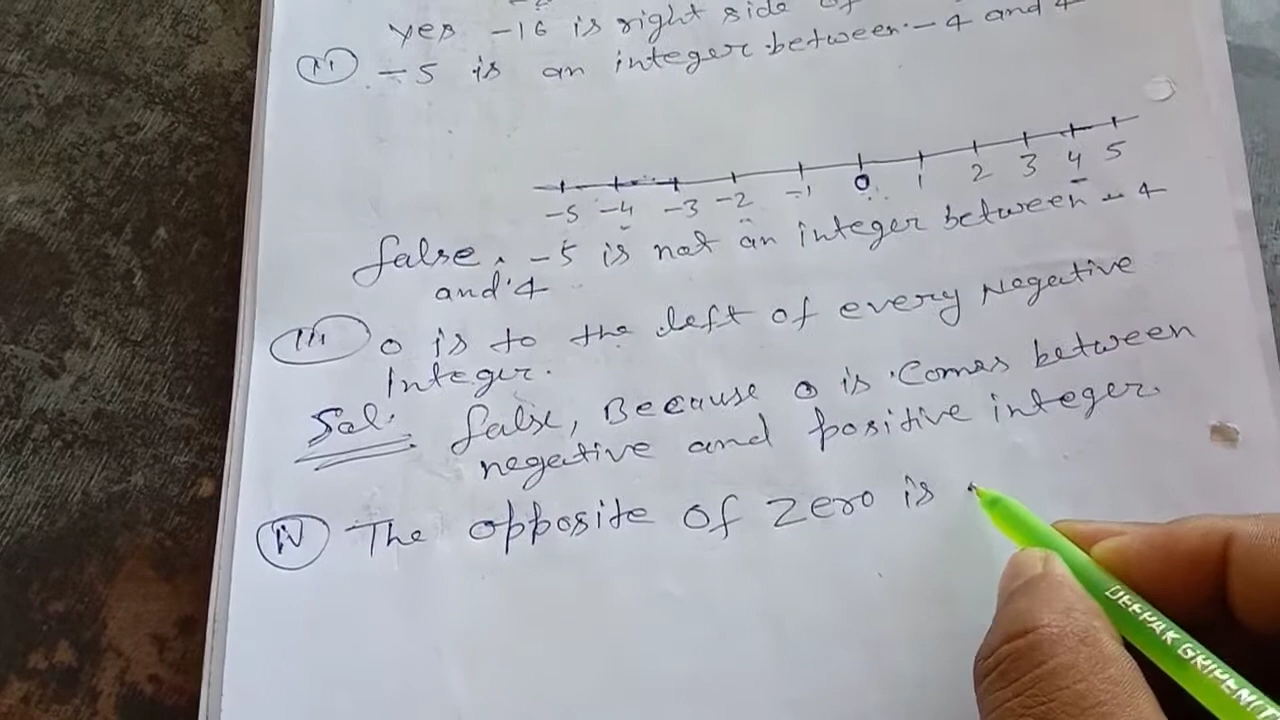 yes -16 is right side of
(ii) -5 is an integer between -4 and 4
-5 -4 -3 -2 -1 0 1 2 3 4 5
false. -5 is not an integer between -4
and 4
(iii) 0 is to the left of every Negative
Integer.
Sol. false, Because 0 is comes between
negative and positive integer.
(iv) The opposite of zero is
DEEPAK GRIPEN